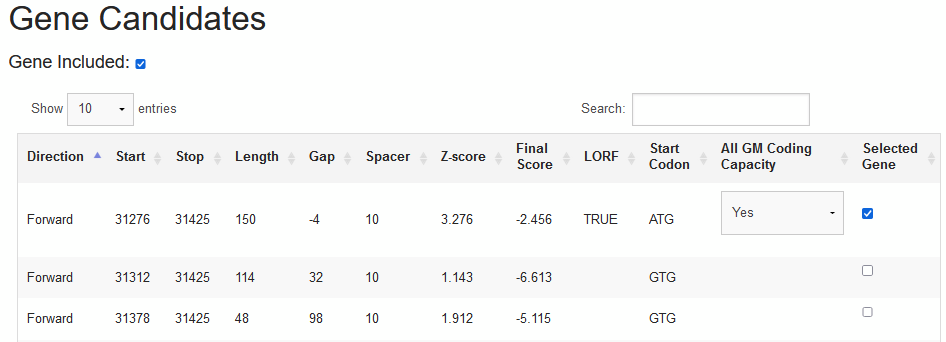 Gene Candidates
Gene Included:
Show 10 entries Search:
Direction Start Stop Length Gap Spacer Z-score Final Score LORF Start Codon All GM Coding Capacity Selected Gene
Forward 31276 31425 150 -4 10 3.276 -2.456 TRUE ATG Yes
Forward 31312 31425 114 32 10 1.143 -6.613 GTG
Forward 31378 31425 48 98 10 1.912 -5.115 GTG